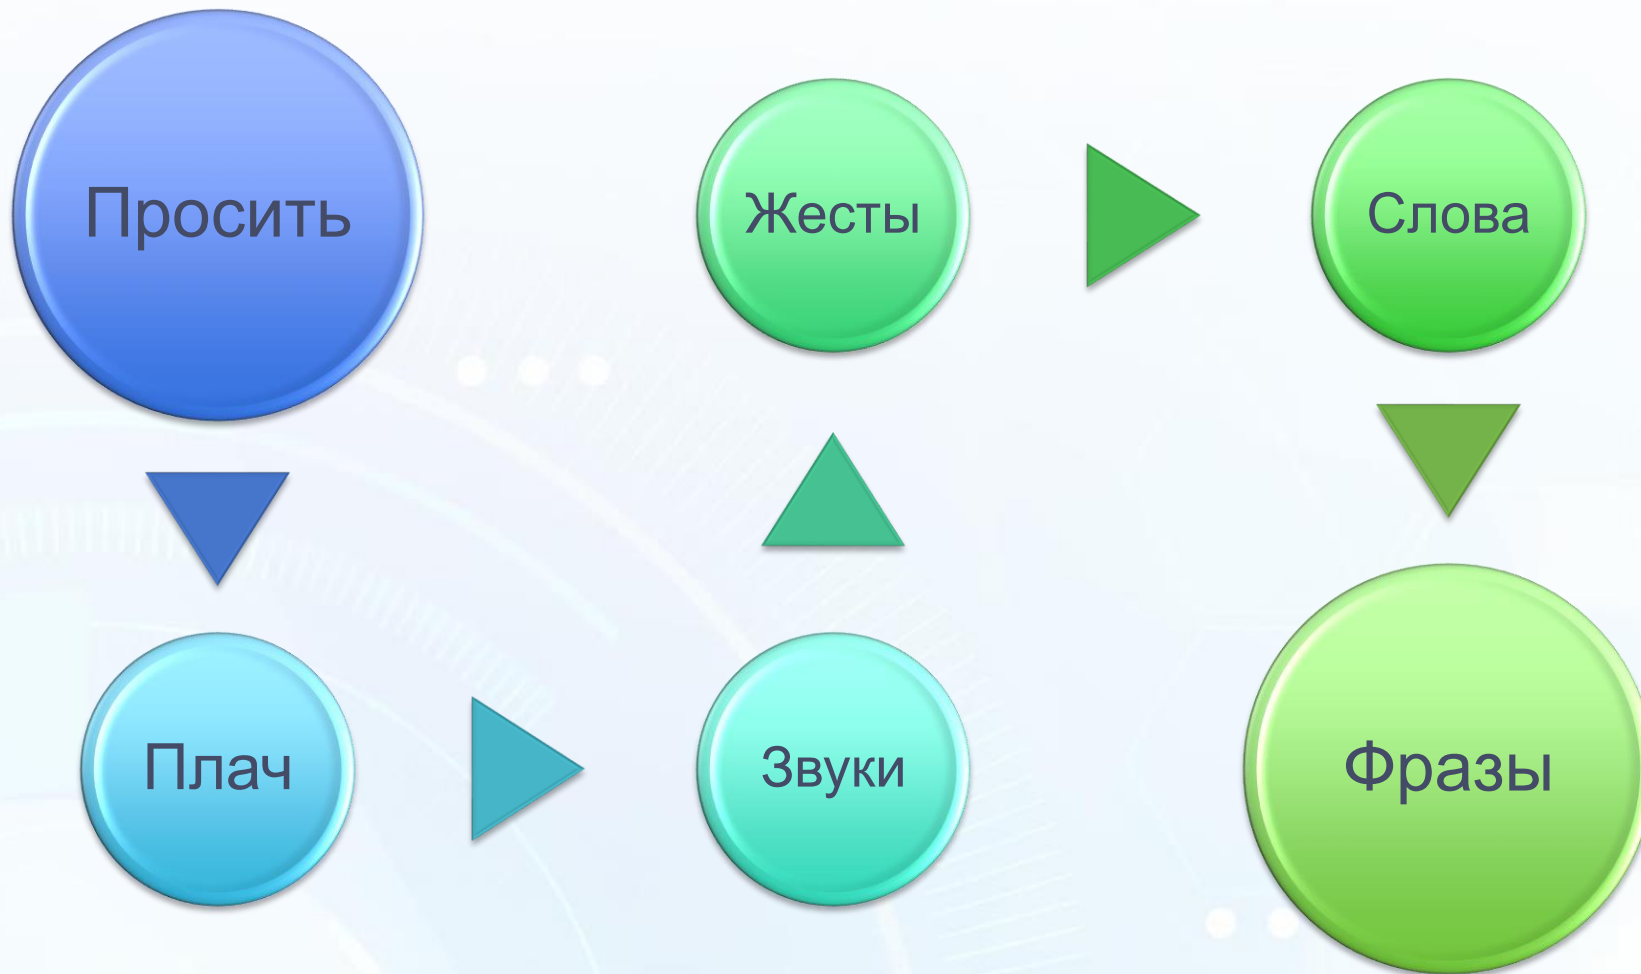 Просить
Плач
Звуки
Жесты
Слова
Фразы